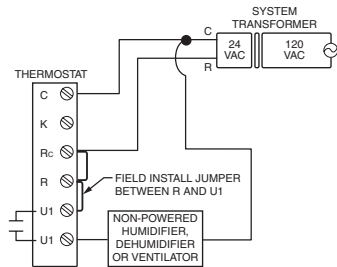 SYSTEM
TRANSFORMER
C
24
VAC
120
VAC
R
THERMOSTAT
C
K
Rc
R
FIELD INSTALL JUMPER
BETWEEN R AND U1
U1
U1
NON-POWERED
HUMIDIFIER,
DEHUMIDIFIER
OR VENTILATOR